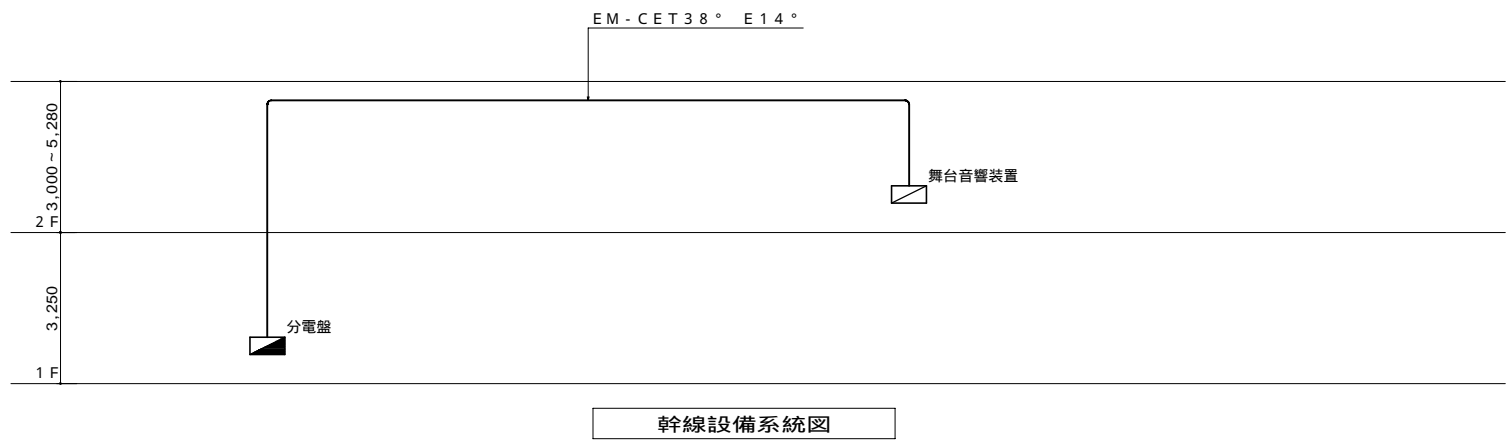 EM-CET38° E14°
3,000~5,280
舞台音響装置
2F
3,250
分電盤
1F
幹線設備系統図